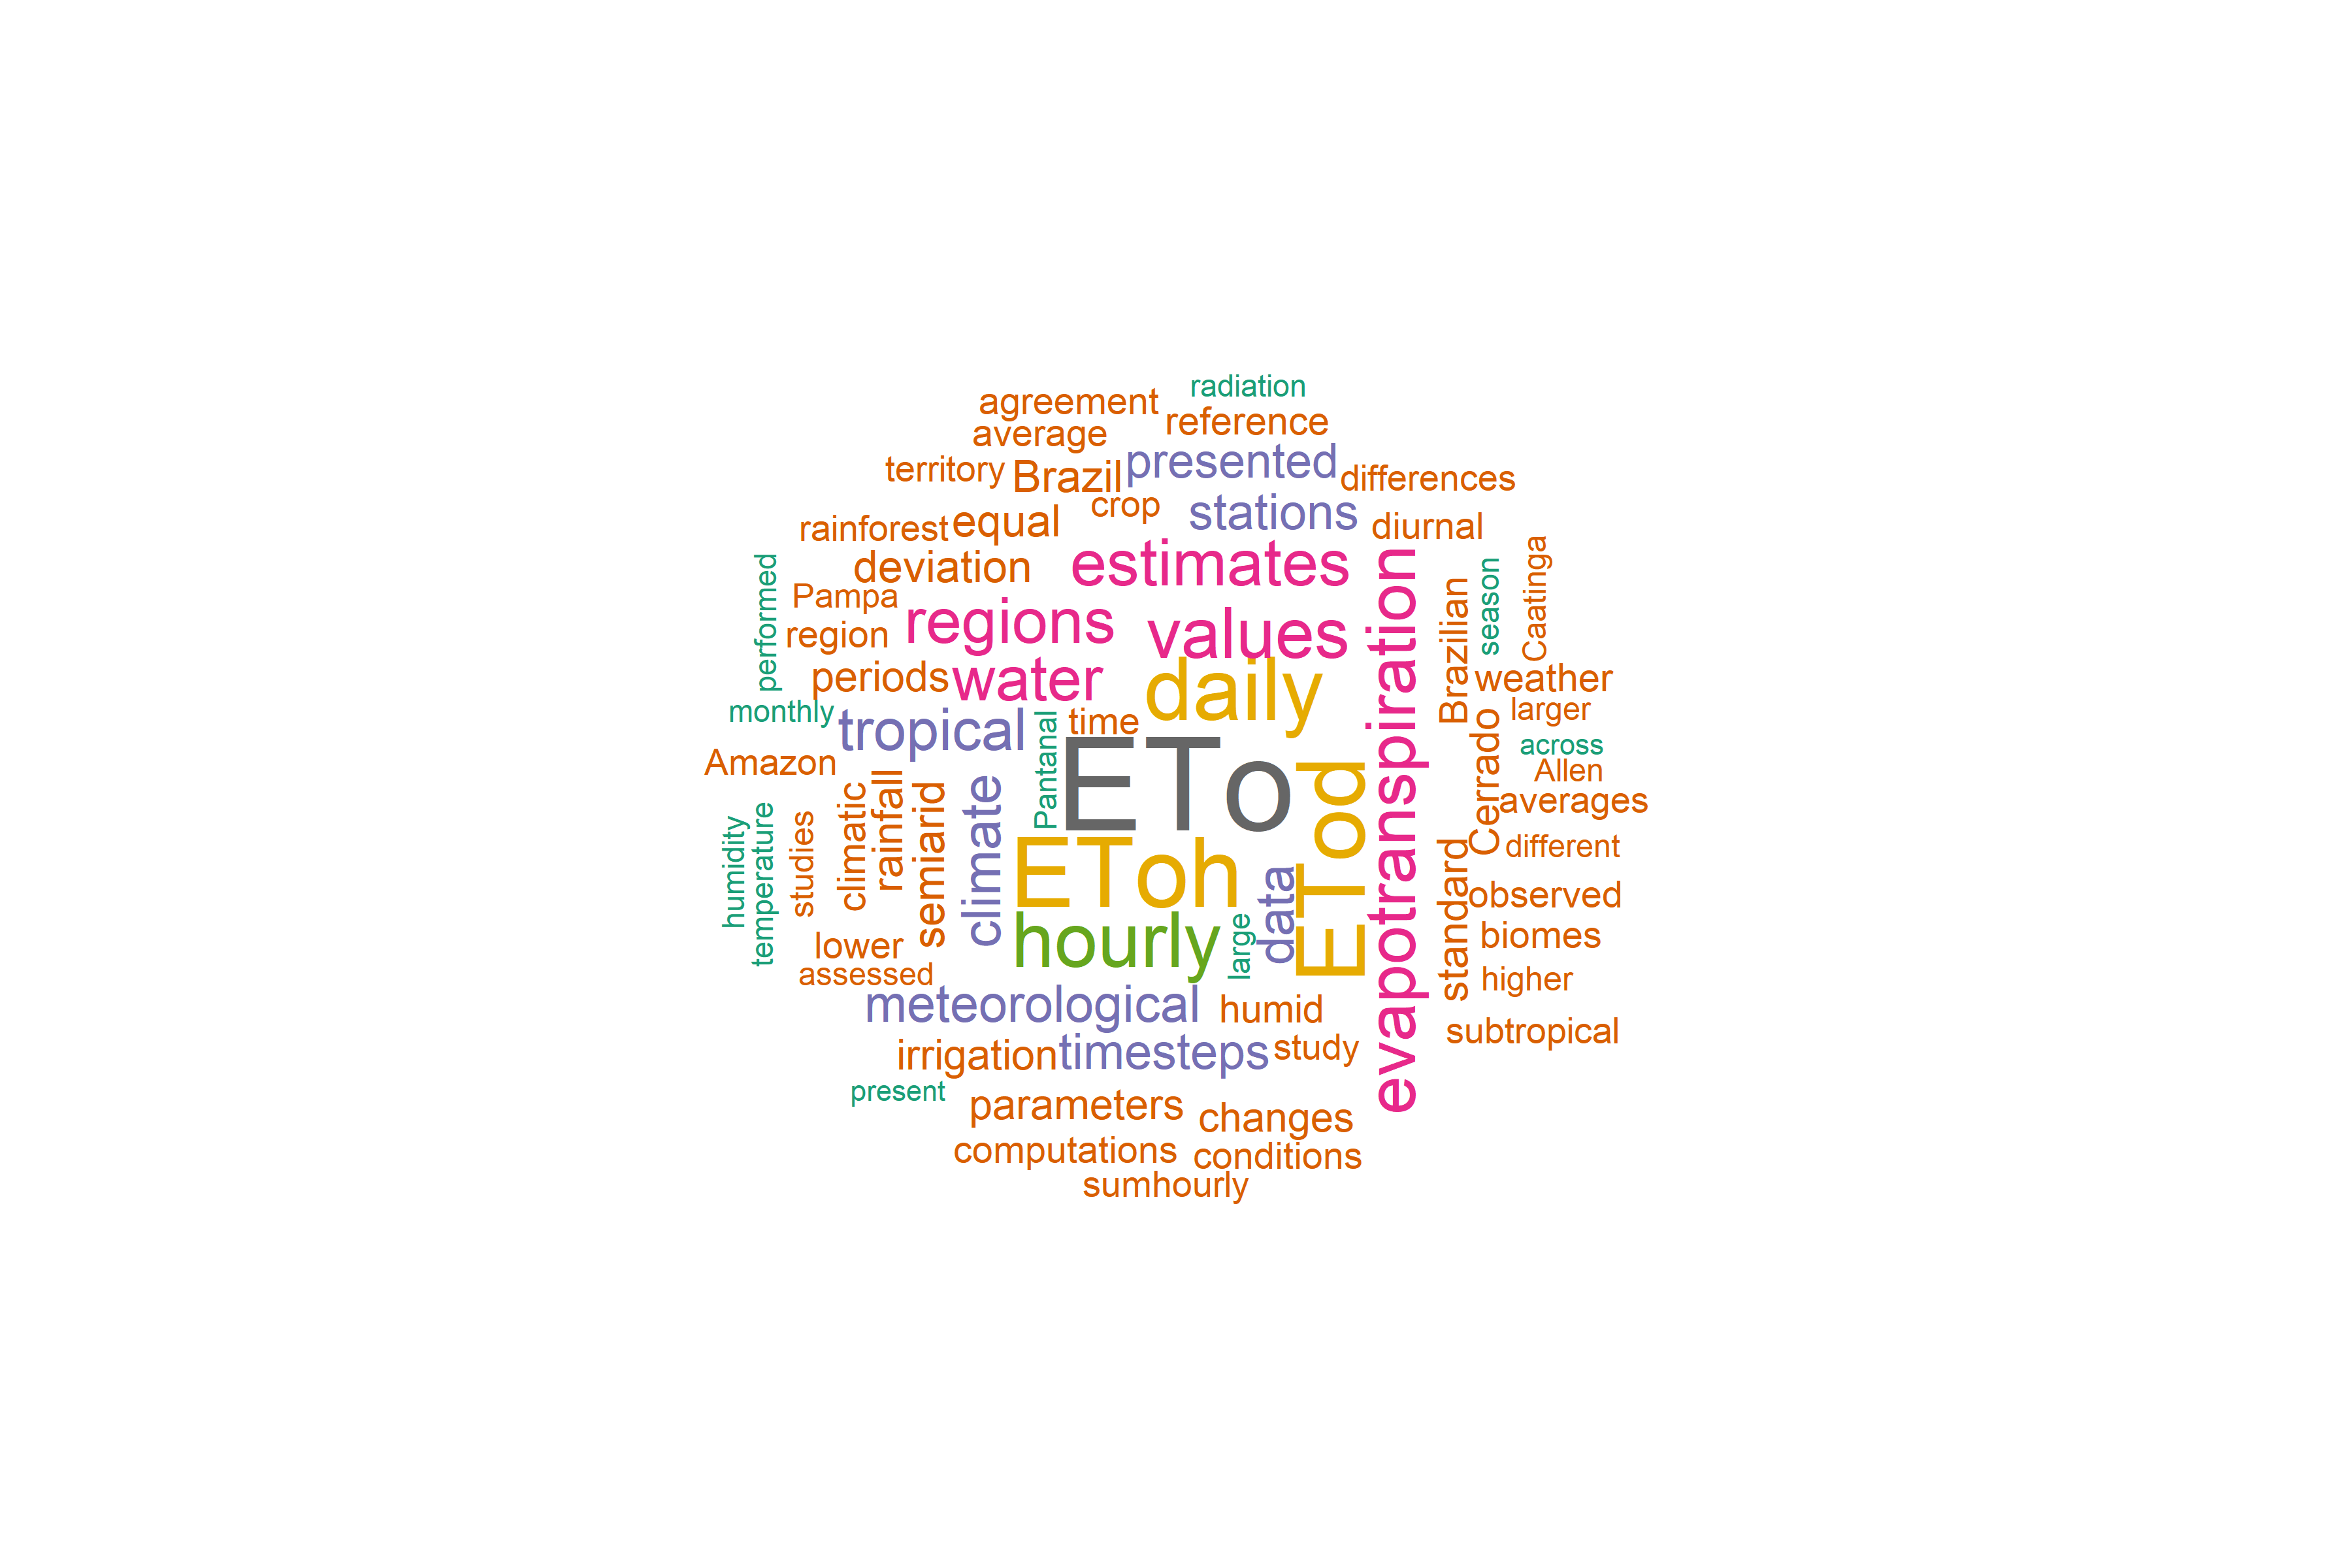 radiation
agreement
reference
average
presented
territory
Brazil
differences
crop
stations
equal
rainforest
diurnal
estimates
deviation
performed
Pampa
regions
values
evapotranspiration
Brazilian
season
Caatinga
region
periods
water
daily
weather
monthly
tropical
Pantanal
time
larger
Amazon
ETo
ETod
Cerrado
across
Allen
averages
humidity
temperature
studies
climatic
rainfall
semiarid
climate
EToh
data
standard
different
observed
hourly
large
lower
biomes
assessed
higher
meteorological
humid
subtropical
irrigation
timesteps
study
present
parameters
changes
computations
conditions
sumhourly